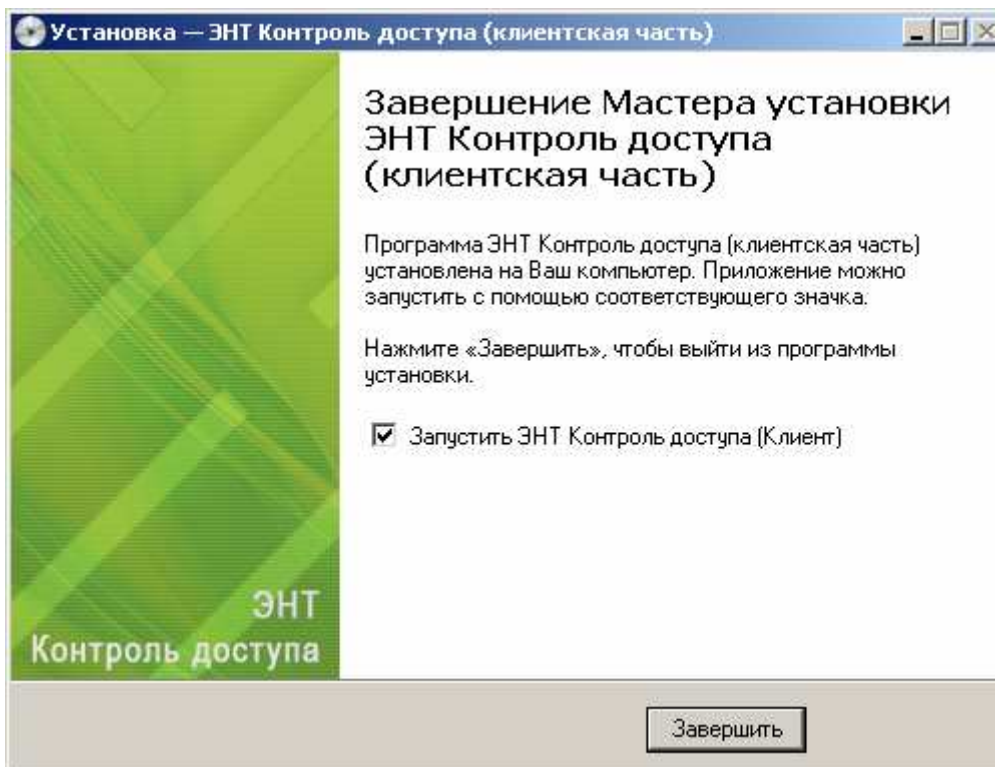 Установка — ЭНТ Контроль доступа (клиентская часть)
Завершение Мастера установки
ЭНТ Контроль доступа
(клиентская часть)
Программа ЭНТ Контроль доступа (клиентская часть)
установлена на Ваш компьютер. Приложение можно
запустить с помощью соответствующего значка.
Нажмите «Завершить», чтобы выйти из программы
установки.
Запустить ЭНТ Контроль доступа (Клиент)
ЭНТ
Контроль доступа
Завершить